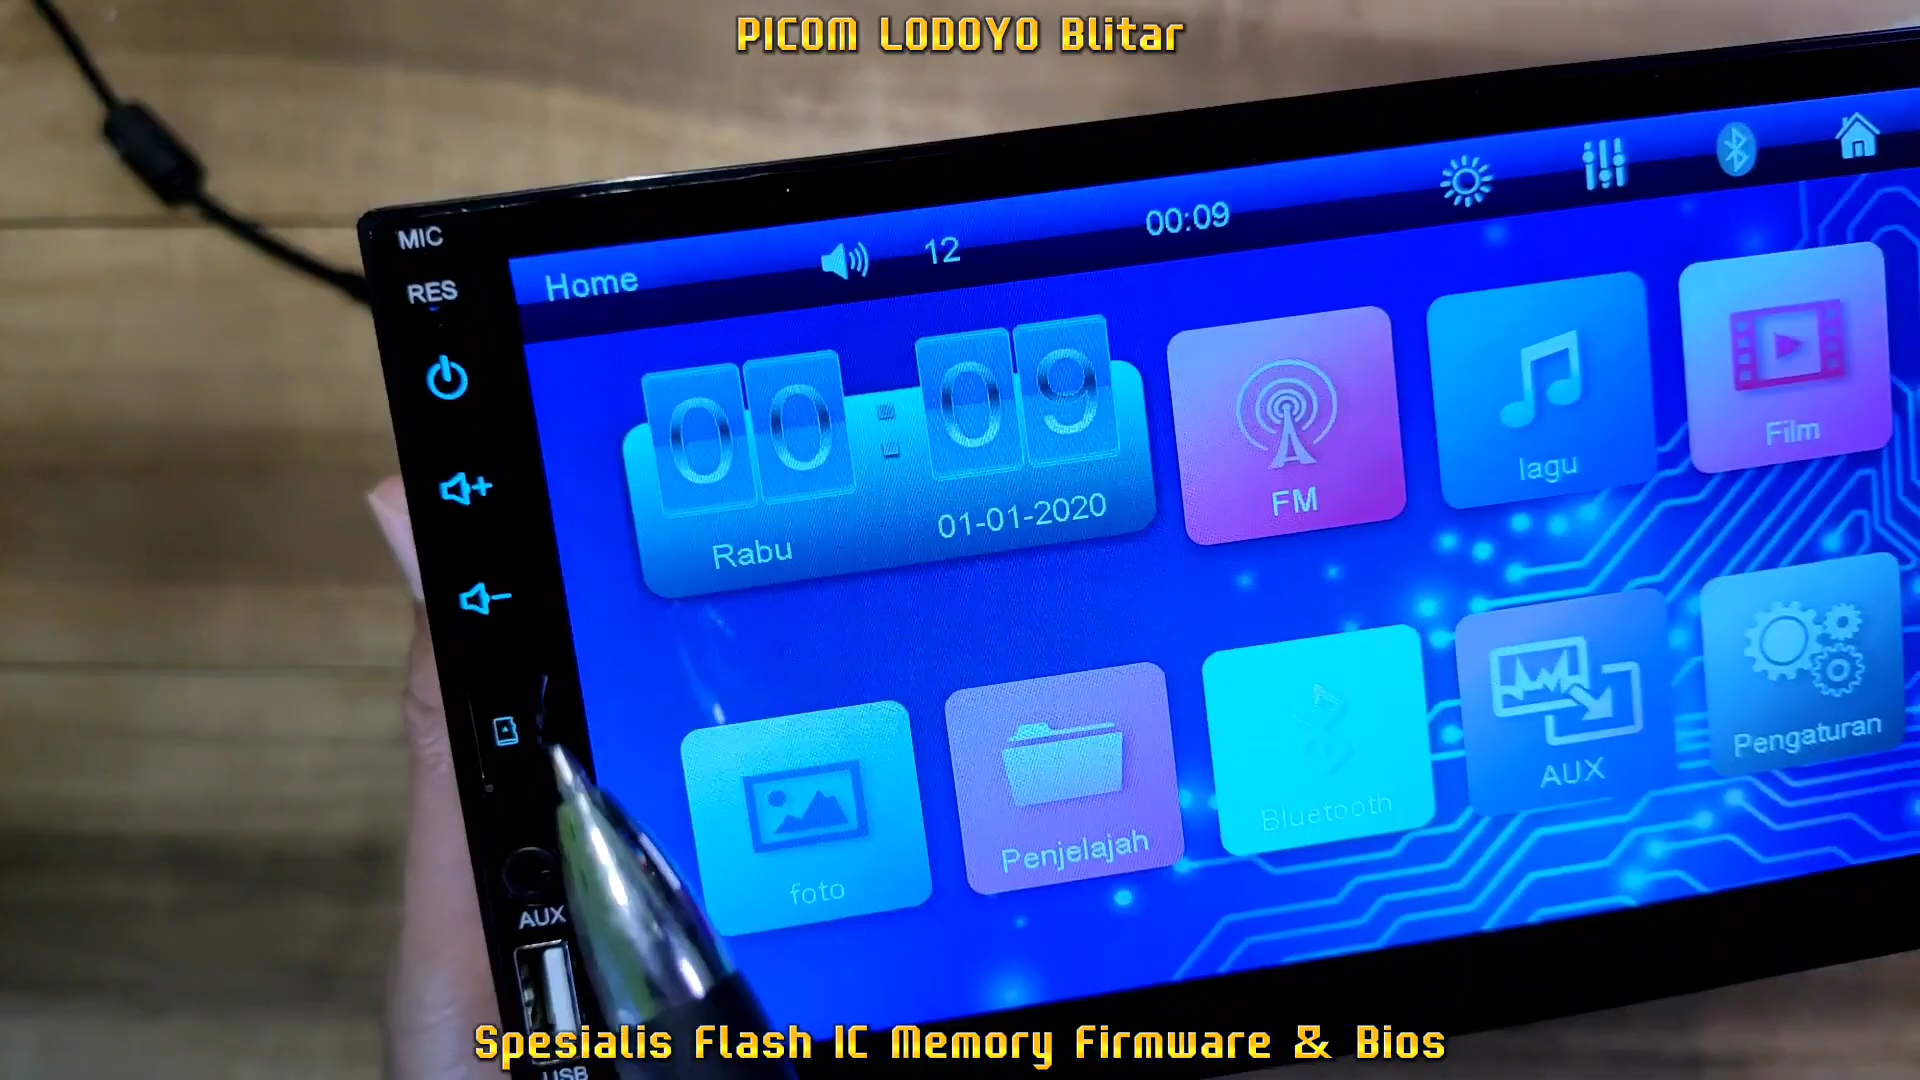 PICOM LODOYO Blitar
MIC
RES
Home 12 00:09
00:09
Rabu 01-01-2020
FM
lagu
Film
foto
Penjelajah
Bluetooth
AUX
Pengaturan
AUX
USB
Spesialis Flash IC Memory Firmware & Bios